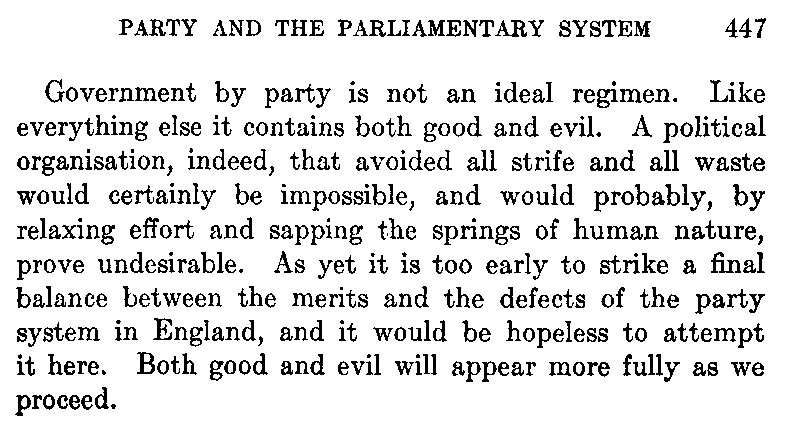 PARTY AND THE PARLIAMENTARY SYSTEM 447
Government by party is not an ideal regimen. Like
everything else it contains both good and evil. A political
organisation, indeed, that avoided all strife and all waste
would certainly be impossible, and would probably, by
relaxing effort and sapping the springs of human nature,
prove undesirable. As yet it is too early to strike a final
balance between the merits and the defects of the party
system in England, and it would be hopeless to attempt
it here. Both good and evil will appear more fully as we
proceed.